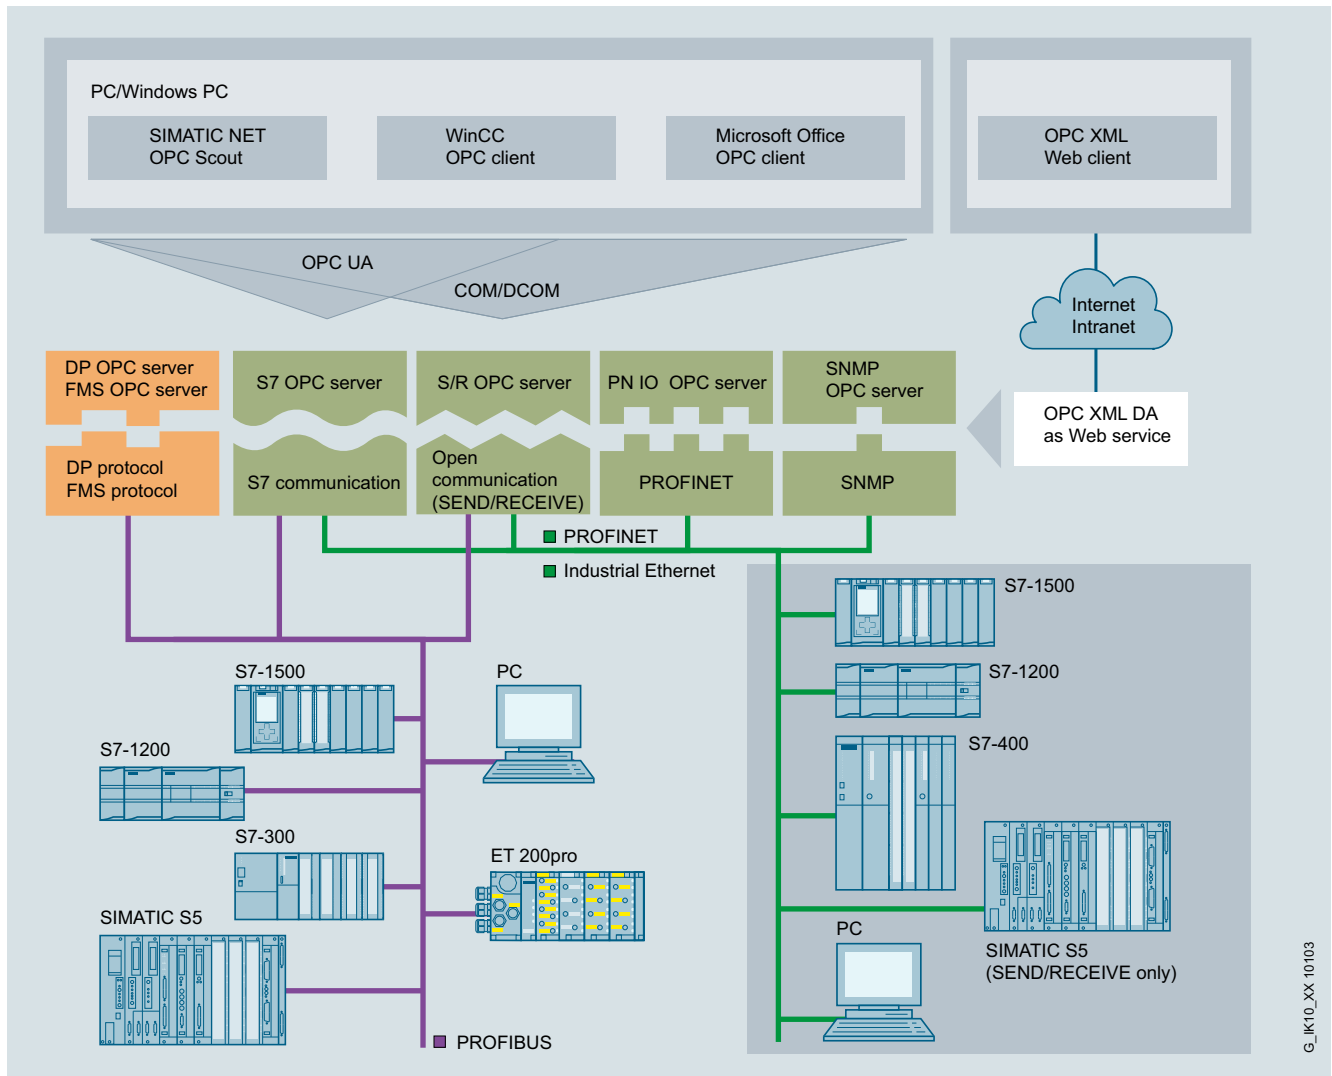 PC/Windows PC
SIMATIC NET
OPC Scout
WinCC
OPC client
Microsoft Office
OPC client
OPC XML
Web client
OPC UA
COM/DCOM
Internet
Intranet
DP OPC server
FMS OPC server
S7 OPC server
S/R OPC server
PN IO OPC server
SNMP
OPC server
OPC XML DA
as Web service
DP protocol
FMS protocol
S7 communication
Open
communication
(SEND/RECEIVE)
PROFINET
SNMP
PROFINET
Industrial Ethernet
S7-1500
S7-1200
S7-400
SIMATIC S5
(SEND/RECEIVE only)
PC
S7-1500
PC
S7-1200
S7-300
ET 200pro
SIMATIC S5
PROFIBUS
G_IK10_XX 10103